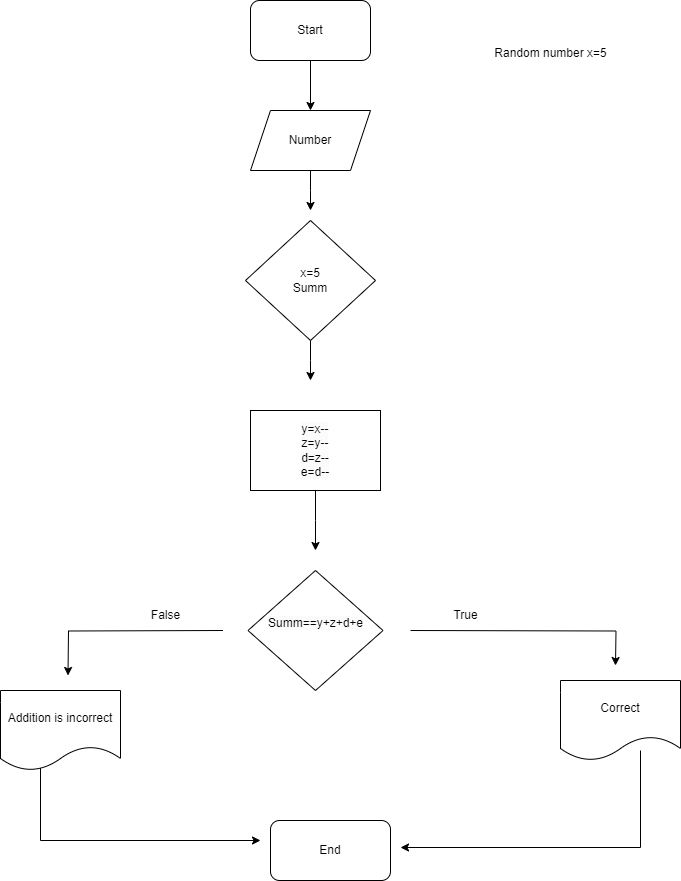 Start
Random number x=5
Number
x=5
Summ
y=x--
z=y--
d=z--
e=d--
False
Summ==y+z+d+e
True
Addition is incorrect
Correct
End